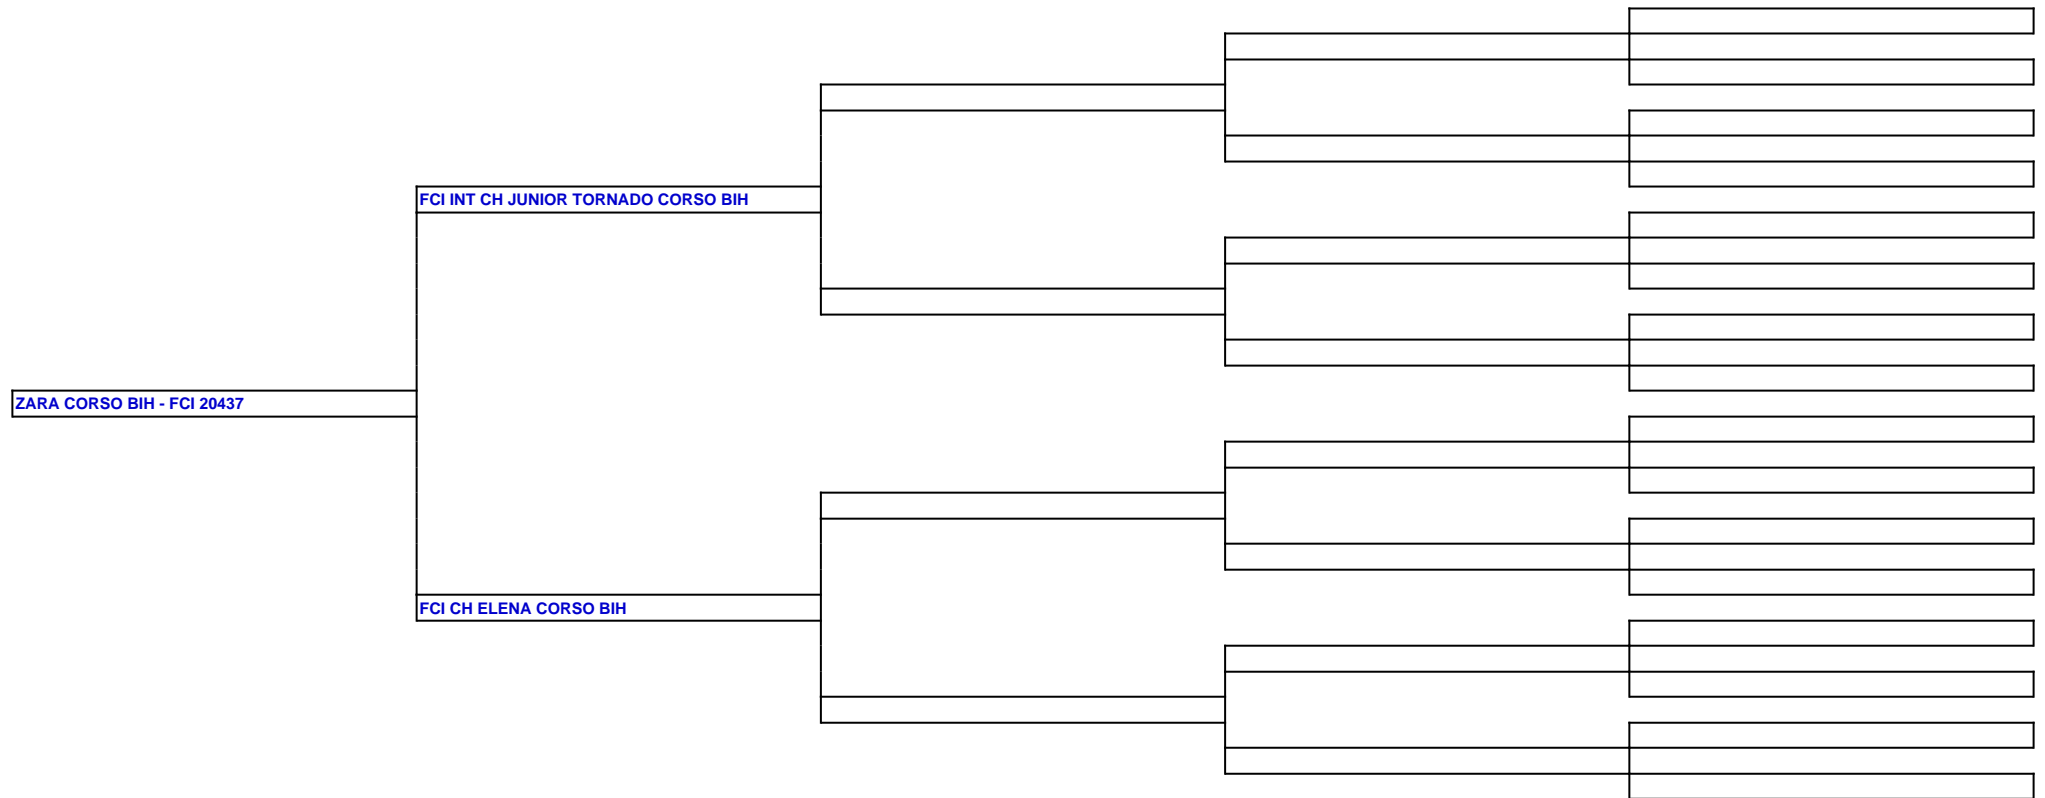 FCI INT CH JUNIOR TORNADO CORSO BIH
ZARA CORSO BIH - FCI 20437
FCI CH ELENA CORSO BIH